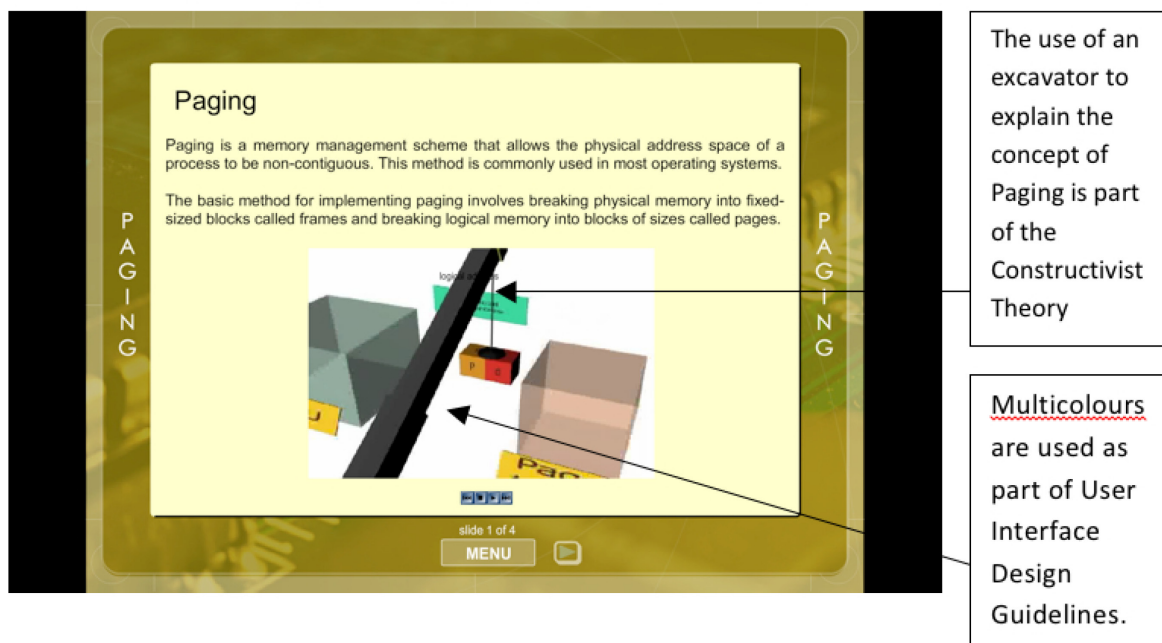 Paging
Paging is a memory management scheme that allows the physical address space of a
process to be non-contiguous. This method is commonly used in most operating systems.
The basic method for implementing paging involves breaking physical memory into fixed-
sized blocks called frames and breaking logical memory into blocks of sizes called pages.
PAGING
PAGING
P
slide 1 of 4
MENU
The use of an
excavator to
explain the
concept of
Paging is part
of the
Constructivist
Theory
Multicolours
are used as
part of User
Interface
Design
Guidelines.